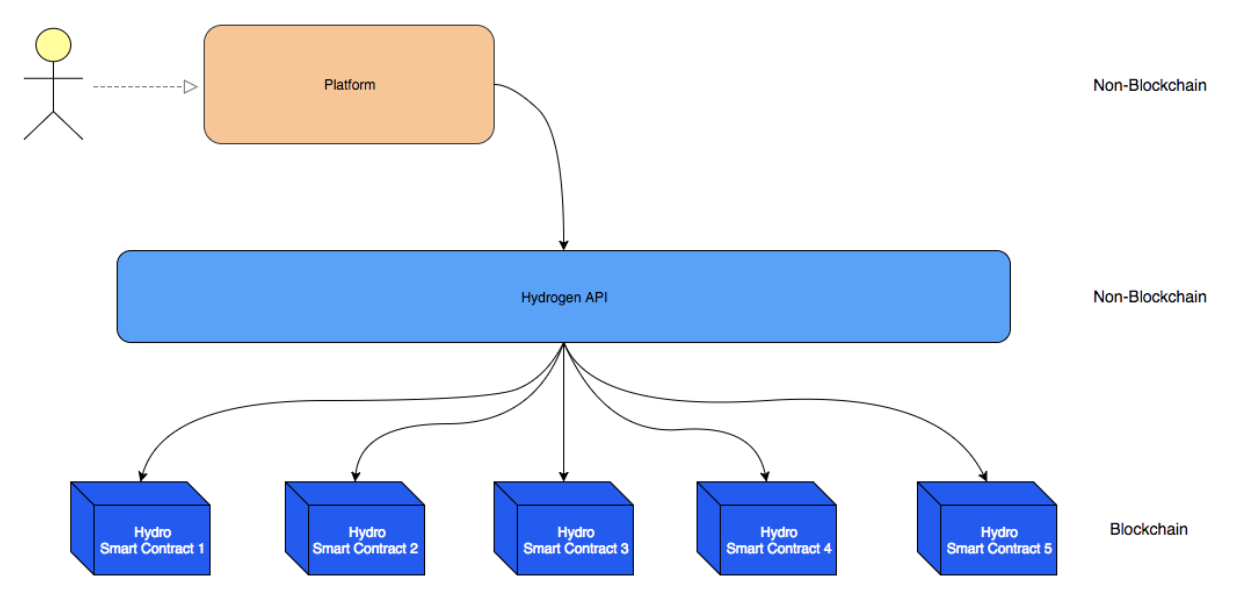 Platform
Non-Blockchain
Hydrogen API
Non-Blockchain
Hydro
Smart Contract 1
Hydro
Smart Contract 2
Hydro
Smart Contract 3
Hydro
Smart Contract 4
Hydro
Smart Contract 5
Blockchain